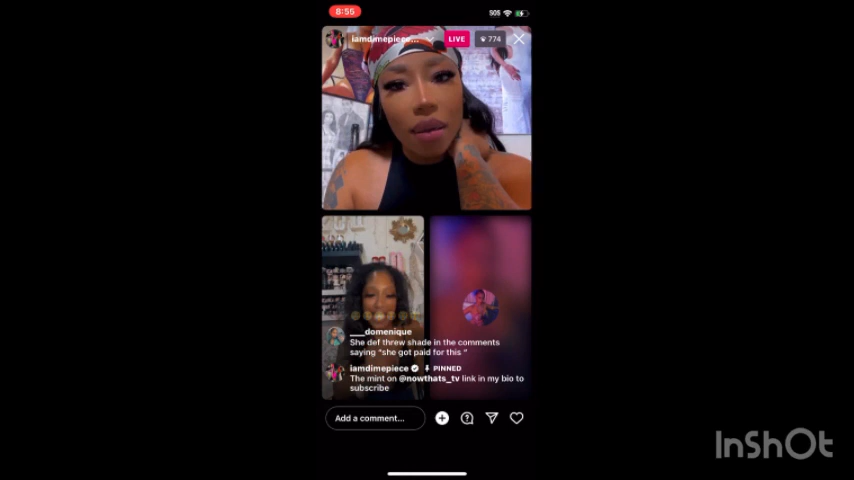 8:55
SOS
iamdimepiece...
LIVE
774
___domenique
She def threw shade in the comments
saying "she got paid for this "
iamdimepiece PINNED
The mint on @nowthats_tv link in my bio to
subscribe
Add a comment...
InShOt